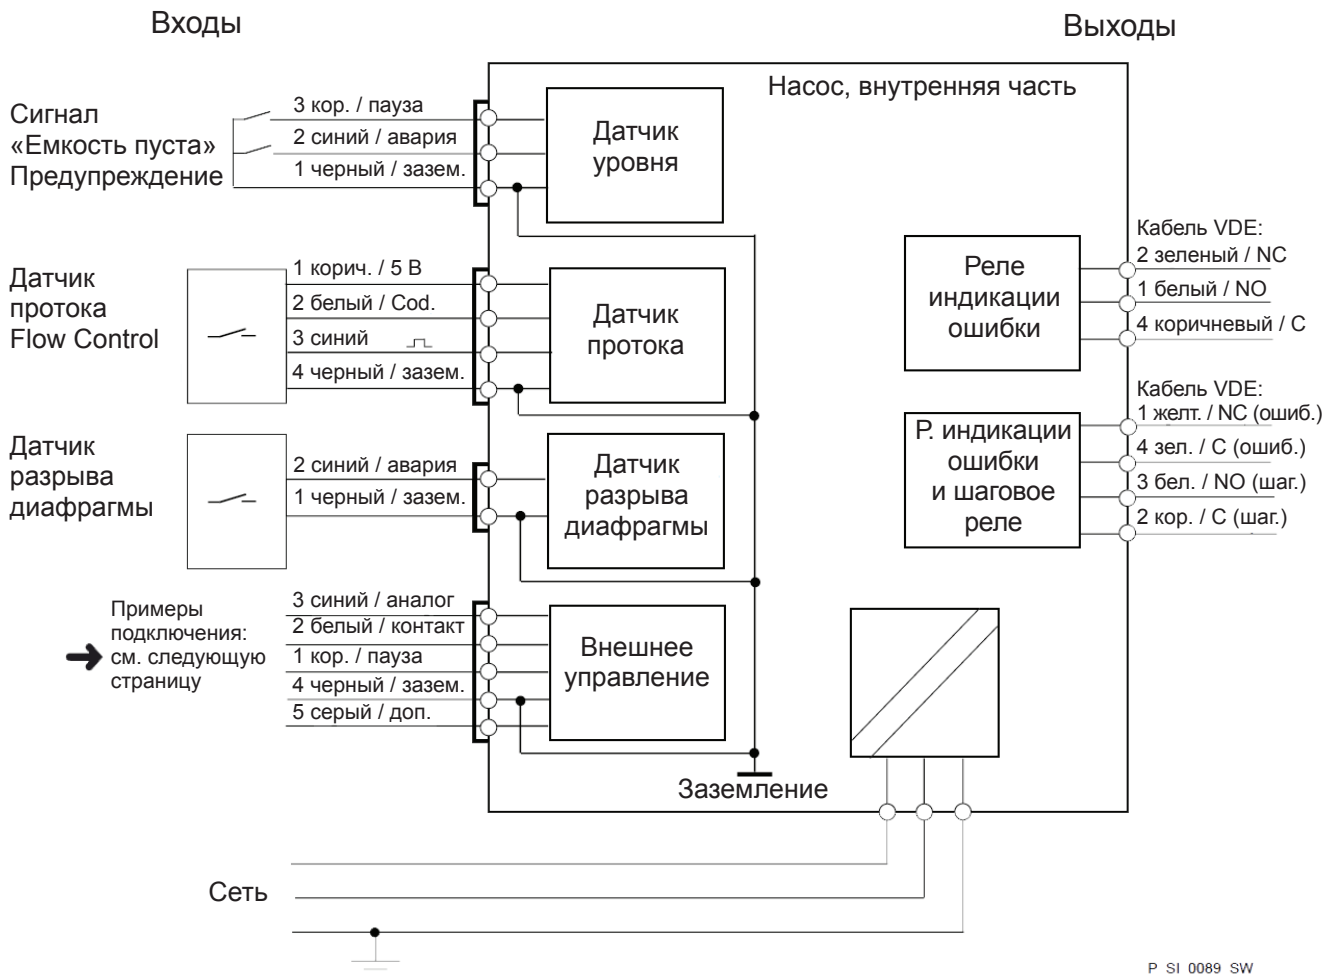 Входы
Выходы
Насос, внутренняя часть
Сигнал
«Емкость пуста»
Предупреждение
3 кор. / пауза
2 синий / авария
1 черный / зазем.
Датчик
уровня
Датчик
протока
Flow Control
1 корич. / 5 В
2 белый / Cod.
3 синий
4 черный / зазем.
Датчик
протока
Датчик
разрыва
диафрагмы
2 синий / авария
1 черный / зазем.
Датчик
разрыва
диафрагмы
Примеры
подключения:
см. следующую
страницу
3 синий / аналог
2 белый / контакт
1 кор. / пауза
4 черный / зазем.
5 серый / доп.
Внешнее
управление
Заземление
Реле
индикации
ошибки
Кабель VDE:
2 зеленый / NC
1 белый / NO
4 коричневый / C
Р. индикации
ошибки
и шаговое
реле
Кабель VDE:
1 желт. / NC (ошиб.)
4 зел. / C (ошиб.)
3 бел. / NO (шаг.)
2 кор. / C (шаг.)
Сеть
P_SI_0089_SW